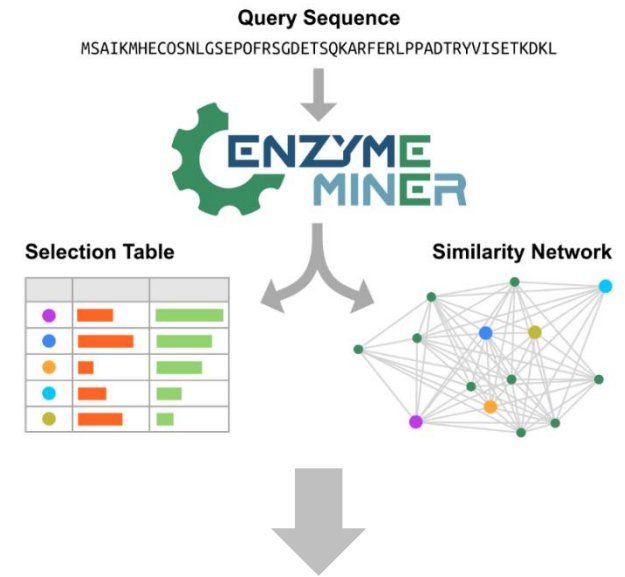 Query Sequence
MSAIKMHECOSNLGSEPOFRSGDETSQKARFERLPPADTRYVISETKDKL
ENZYME
MINER
Selection Table
Similarity Network